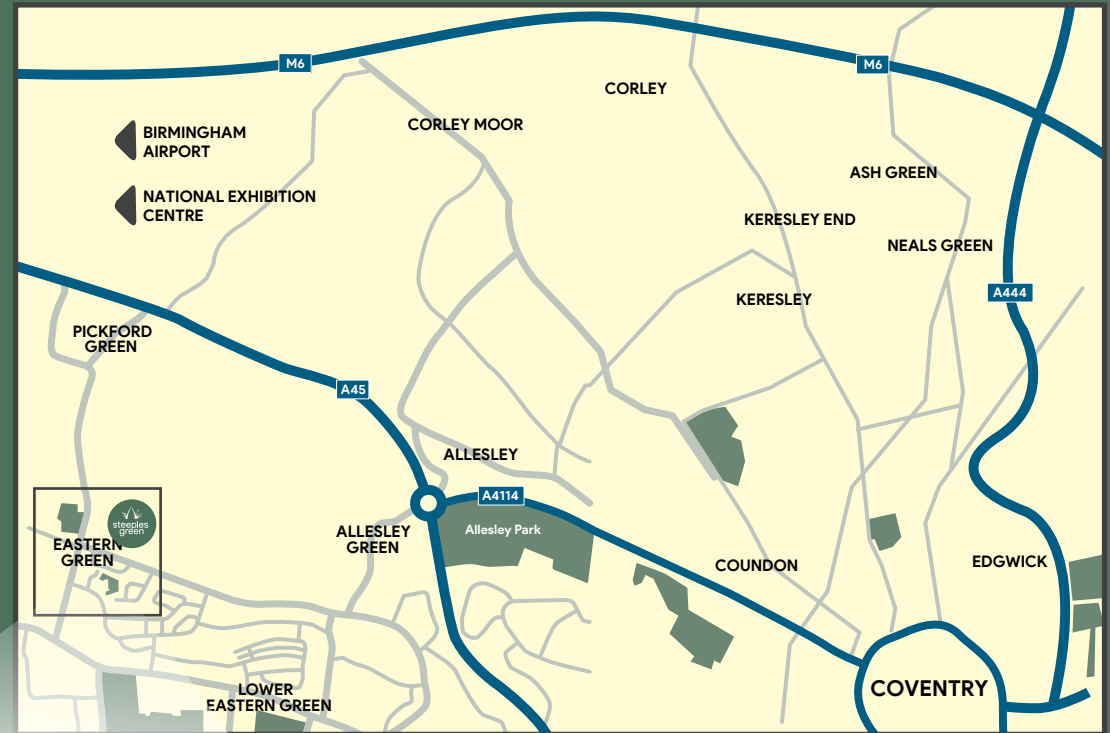 M6
M6
CORLEY
CORLEY MOOR
BIRMINGHAM
AIRPORT
ASH GREEN
NATIONAL EXHIBITION
CENTRE
KERESLEY END
NEALS GREEN
A444
KERESLEY
PICKFORD
GREEN
A45
ALLESLEY
A4114
steeples
green
Allesley Park
ALLESLEY
GREEN
EASTERN
GREEN
COUNDON
EDGWICK
COVENTRY
LOWER
EASTERN GREEN